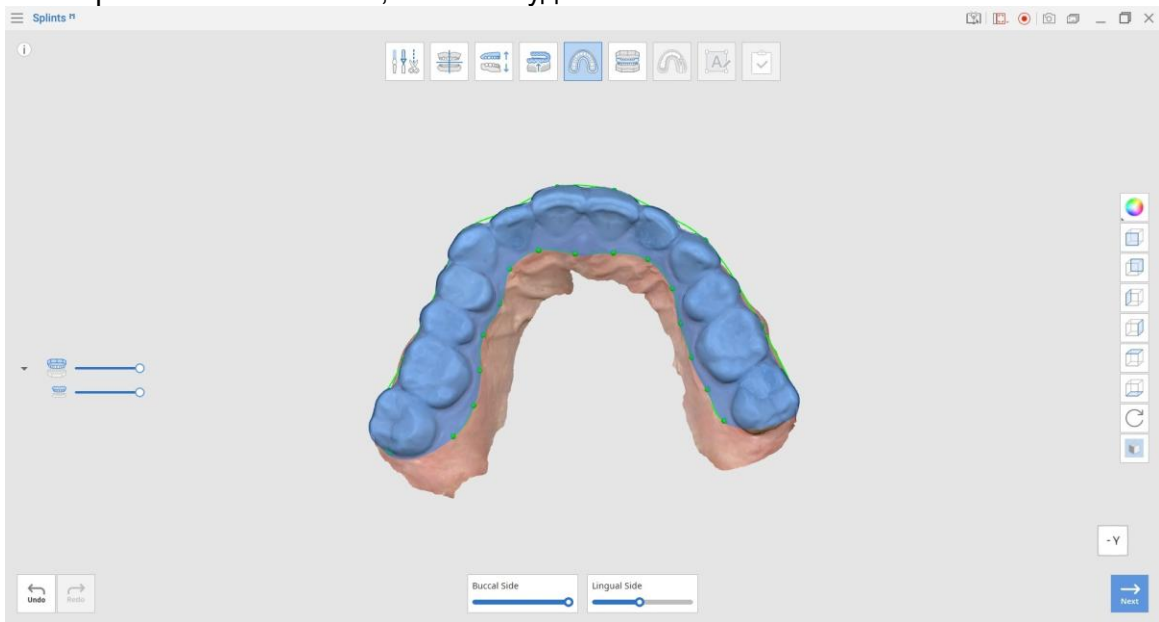 Splints
Buccal Side
Lingual Side
- Y
Undo
Redo
Next